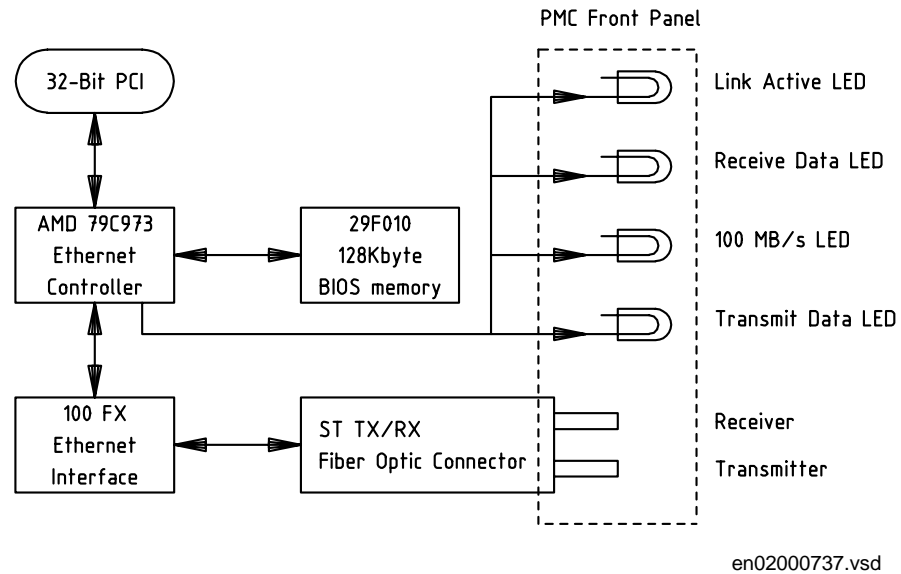 PMC Front Panel
32-Bit PCI
Link Active LED
Receive Data LED
AMD 79C973
Ethernet
Controller
29F010
128Kbyte
BIOS memory
100 MB/s LED
Transmit Data LED
100 FX
Ethernet
Interface
ST TX/RX
Fiber Optic Connector
Receiver
Transmitter
en02000737.vsd